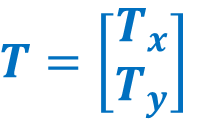 T = [T_x
T_y]